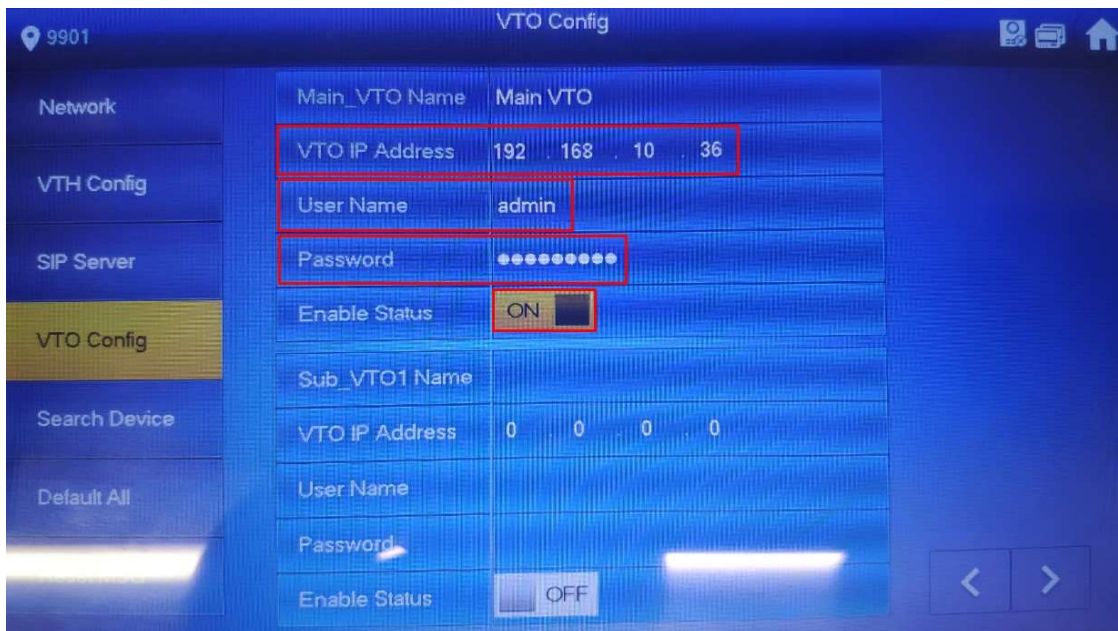 9901
VTO Config
Network
VTH Config
SIP Server
VTO Config
Search Device
Default All
Main_VTO Name Main VTO
VTO IP Address 192 . 168 . 10 . 36
User Name admin
Password ●●●●●●●●●
Enable Status ON
Sub_VTO1 Name
VTO IP Address 0 . 0 . 0 . 0
User Name
Password
Enable Status OFF
< >